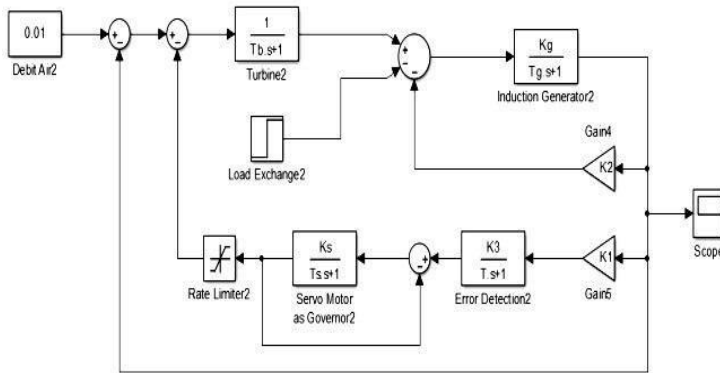 0.01
Debit Air2
1
Tb.s+1
Turbine2
Kg
Tg.s+1
Induction Generator2
Load Exchange2
Gain4
K2
Scope
Rate Limiter2
Ks
Ts.s+1
Servo Motor
as Governor2
K3
T.s+1
Error Detection2
K1
Gain5